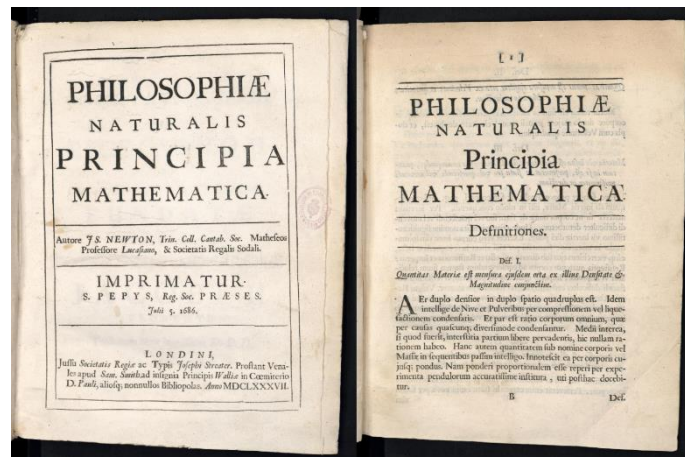 PHILOSOPHIÆ
NATURALIS
PRINCIPIA
MATHEMATICA.
Autore JS. NEWTON, Trin. Coll. Cantab. Soc. Matheseos
Professore Lucasiano, & Societatis Regalis Sodali.
IMPRIMATUR.
S. PEPYS, Reg. Soc. PRÆSES.
Julii 5. 1686.
LONDINI,
Jussu Societatis Regiæ ac Typis Josephi Streater. Prostant Vena-
les apud Sam. Smith ad insignia Principis Walliæ in Cœmiterio
D. Pauli, aliosq; nonnullos Bibliopolas. Anno MDCLXXXVII.
[ 1 ]
PHILOSOPHIÆ
NATURALIS
Principia
MATHEMATICA
Definitiones.
Def. I.
Quantitas Materiæ est mensura ejusdem orta ex illius Densitate &
Magnitudine conjunctim.
AEr duplo densior in duplo spatio quadruplus est. Idem
intellige de Nive et Pulveribus per compressionem vel lique-
factionem condensatis. Et par est ratio corporum omnium, quæ
per causas quascunq; diversimode condensantur. Medii interea,
si quod fuerit, interstitia partium libere pervadentis, hic nullam ra-
tionem habeo. Hanc autem quantitatem sub nomine corporis vel
Massæ in sequentibus passim intelligo. Innotescit ea per corporis cu-
jusq; pondus. Nam ponderi proportionalem esse reperi per expe-
rimenta pendulorum accuratissime instituta, uti posthac docebi-
tur.
B Def.